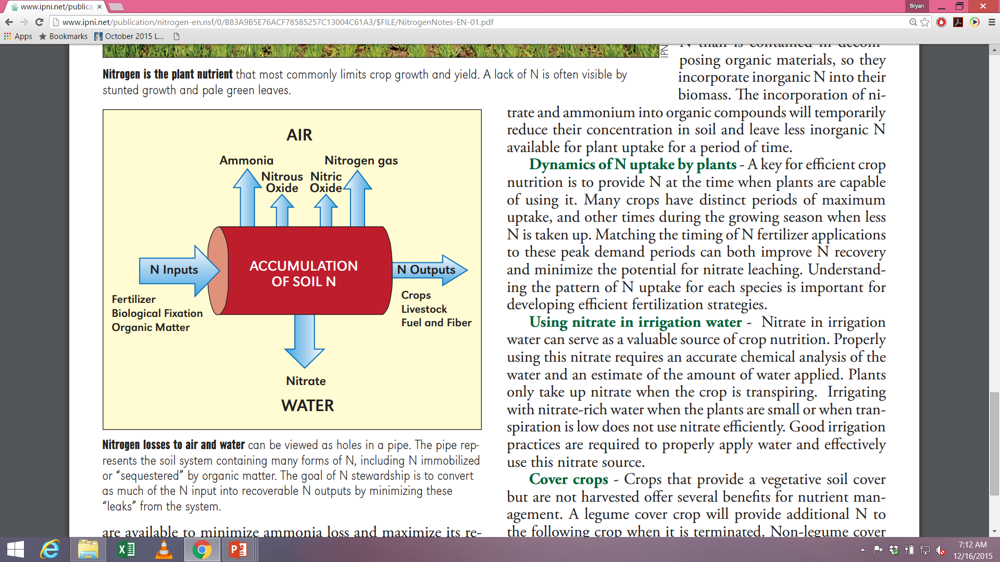 www.ipni.net/publica
Bryan
www.ipni.net/publication/nitrogen-en.nsf/0/B83A9B5E76ACF78585257C13004C61A3/$FILE/NitrogenNotes-EN-01.pdf
Apps
Bookmarks
October 2015 L...
IPNI
Nitrogen is the plant nutrient that most commonly limits crop growth and yield. A lack of N is often visible by
stunted growth and pale green leaves.
AIR
Ammonia
Nitrogen gas
Nitrous
Oxide
Nitric
Oxide
N Inputs
ACCUMULATION
OF SOIL N
N Outputs
Fertilizer
Biological Fixation
Organic Matter
Crops
Livestock
Fuel and Fiber
Nitrate
WATER
Nitrogen losses to air and water can be viewed as holes in a pipe. The pipe rep-
resents the soil system containing many forms of N, including N immobilized
or “sequestered” by organic matter. The goal of N stewardship is to convert
as much of the N input into recoverable N outputs by minimizing these
“leaks” from the system.
are available to minimize ammonia loss and maximize its re-
N than is contained in decom-
posing organic materials, so they
incorporate inorganic N into their
biomass. The incorporation of ni-
trate and ammonium into organic compounds will temporarily
reduce their concentration in soil and leave less inorganic N
available for plant uptake for a period of time.
Dynamics of N uptake by plants - A key for efficient crop
nutrition is to provide N at the time when plants are capable
of using it. Many crops have distinct periods of maximum
uptake, and other times during the growing season when less
N is taken up. Matching the timing of N fertilizer applications
to these peak demand periods can both improve N recovery
and minimize the potential for nitrate leaching. Understand-
ing the pattern of N uptake for each species is important for
developing efficient fertilization strategies.
Using nitrate in irrigation water - Nitrate in irrigation
water can serve as a valuable source of crop nutrition. Properly
using this nitrate requires an accurate chemical analysis of the
water and an estimate of the amount of water applied. Plants
only take up nitrate when the crop is transpiring. Irrigating
with nitrate-rich water when the plants are small or when tran-
spiration is low does not use nitrate efficiently. Good irrigation
practices are required to properly apply water and effectively
use this nitrate source.
Cover crops - Crops that provide a vegetative soil cover
but are not harvested offer several benefits for nutrient man-
agement. A legume cover crop will provide additional N to
the following crop when it is terminated. Non-legume cover
7:12 AM
12/16/2015